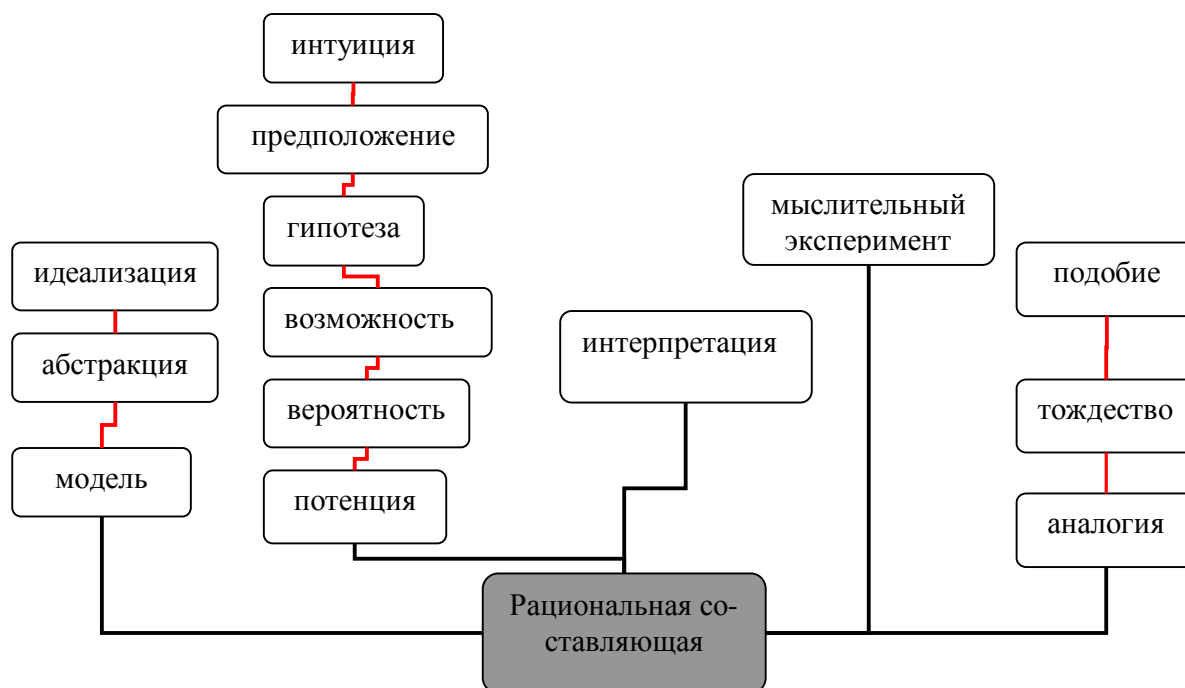 интуиция
предположение
гипотеза
возможность
вероятность
потенция
идеализация
абстракция
модель
интерпретация
мыслительный
эксперимент
подобие
тождество
аналогия
Рациональная со-
ставляющая